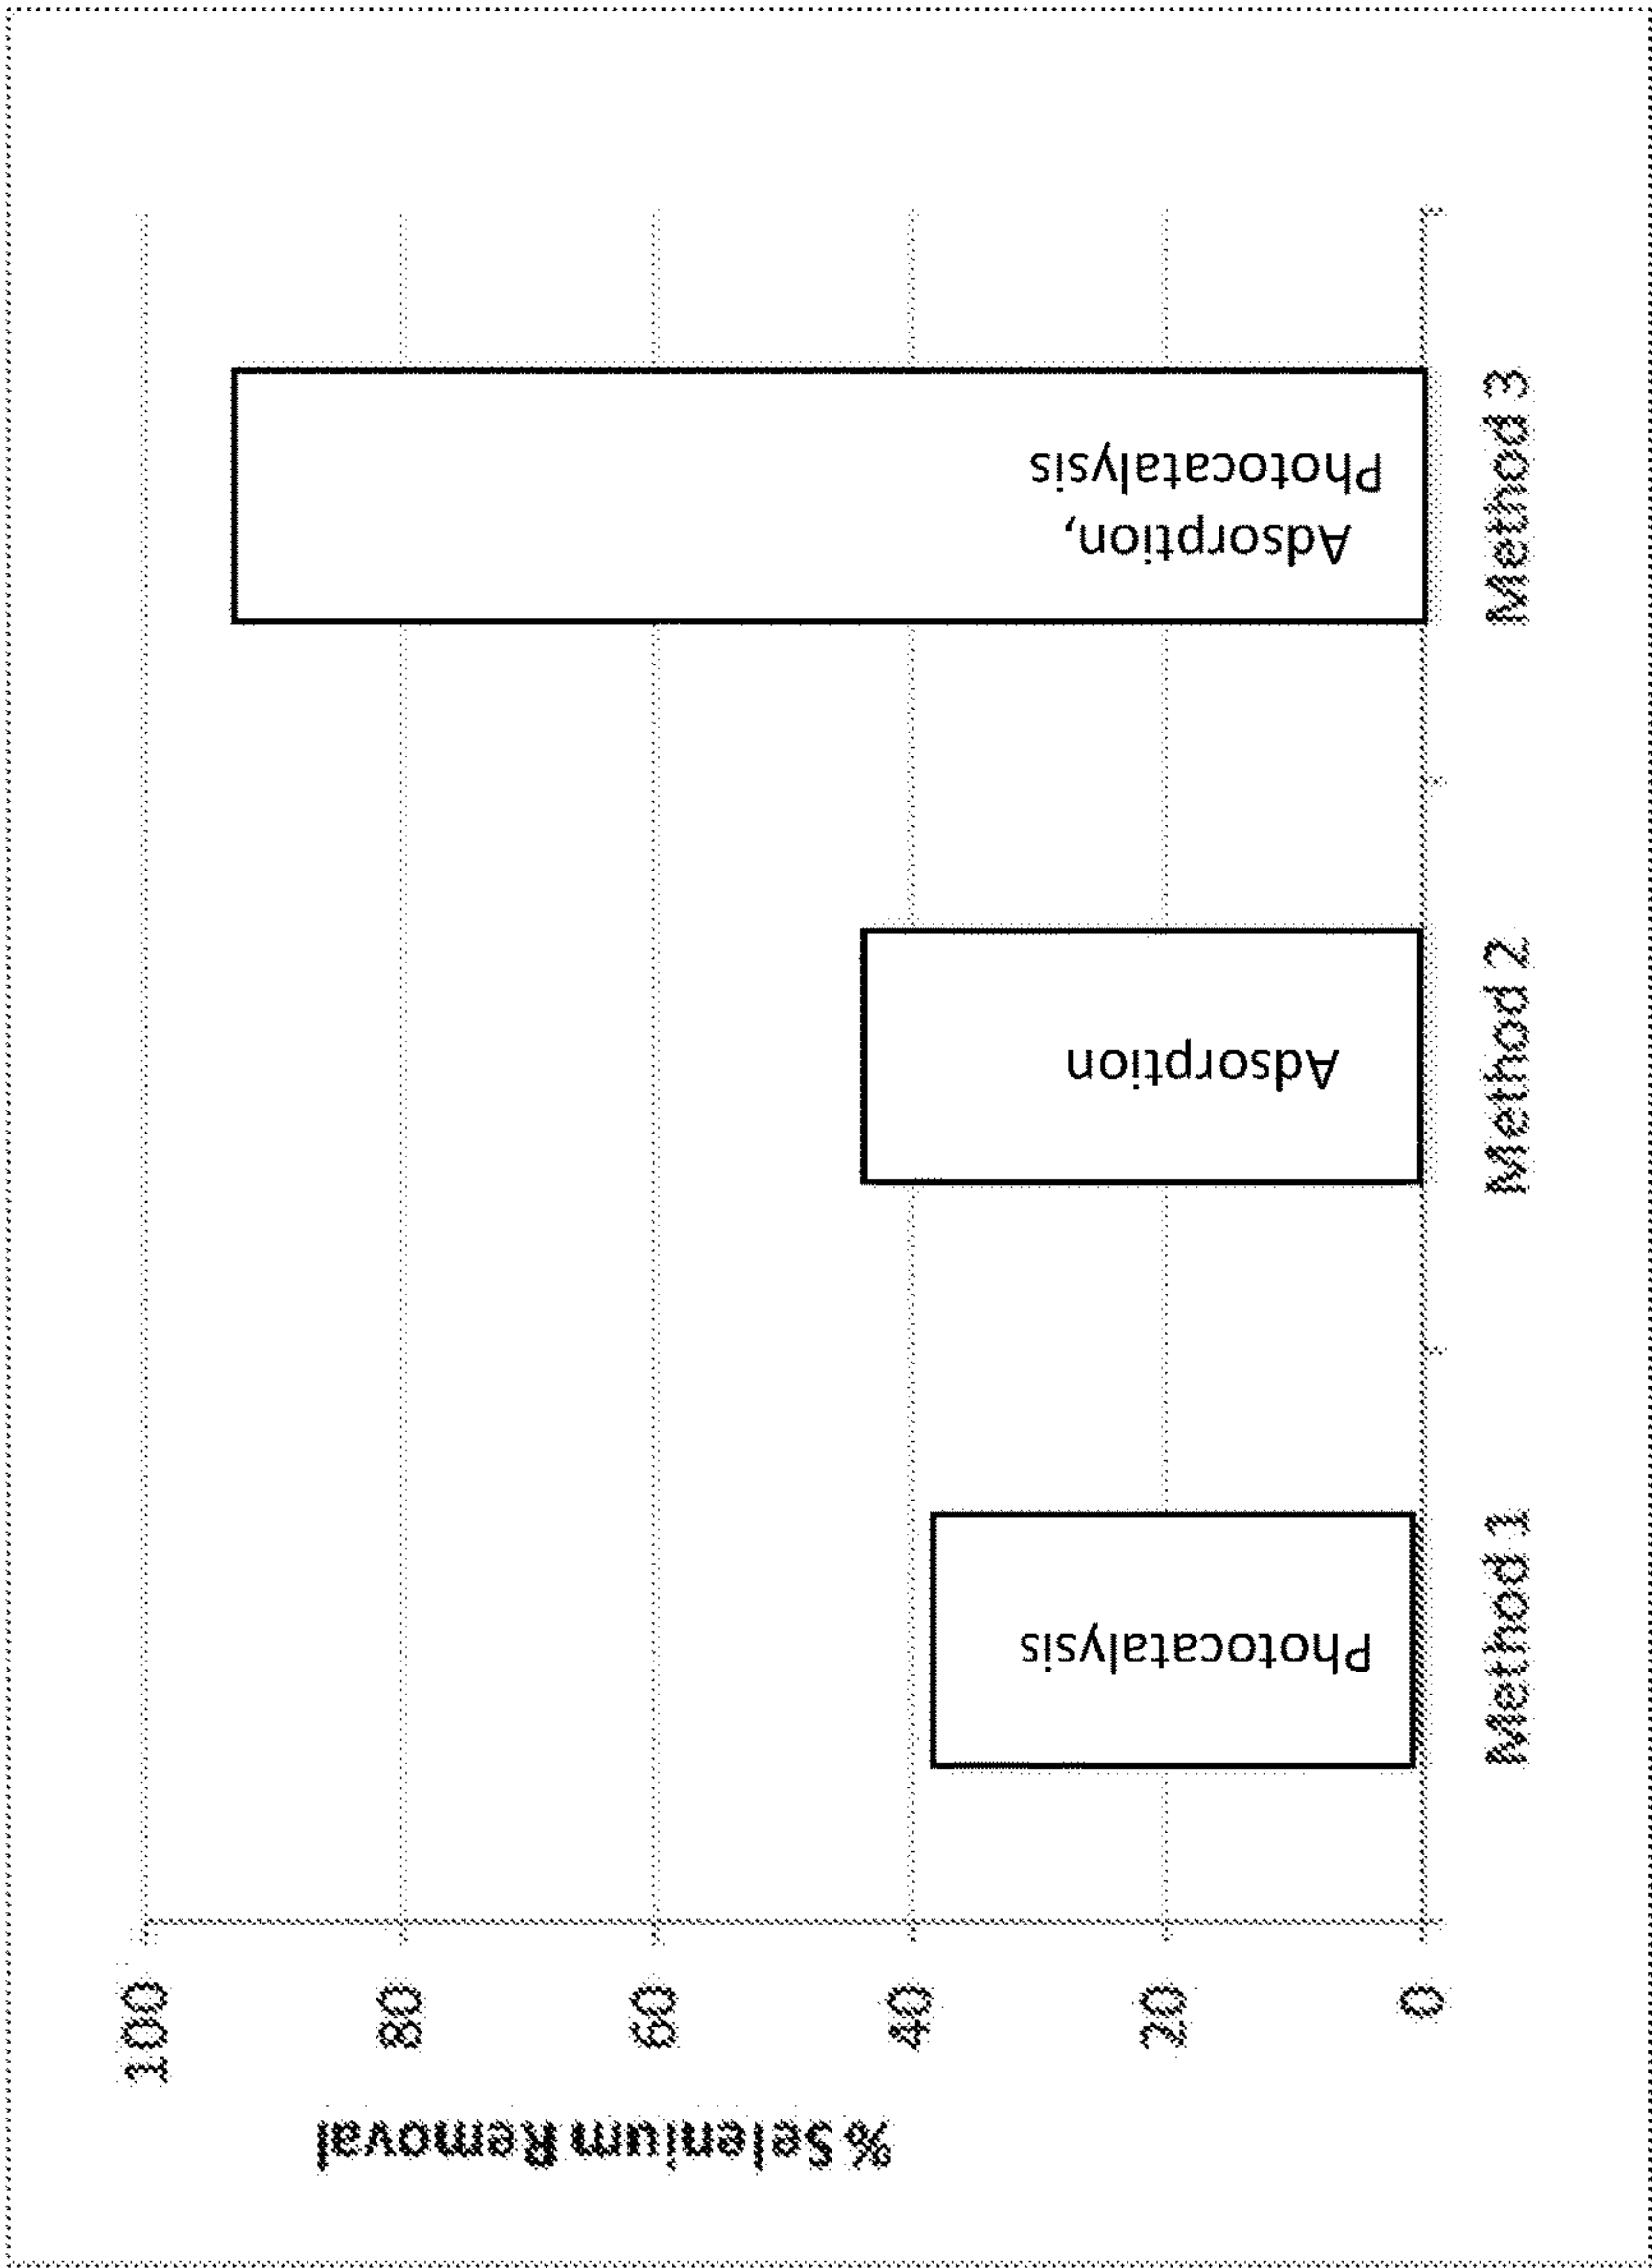 % Selenium Removal
100
80
60
40
20
0
Photocatalysis
Adsorption
Adsorption,
Photocatalysis
Method 1
Method 2
Method 3